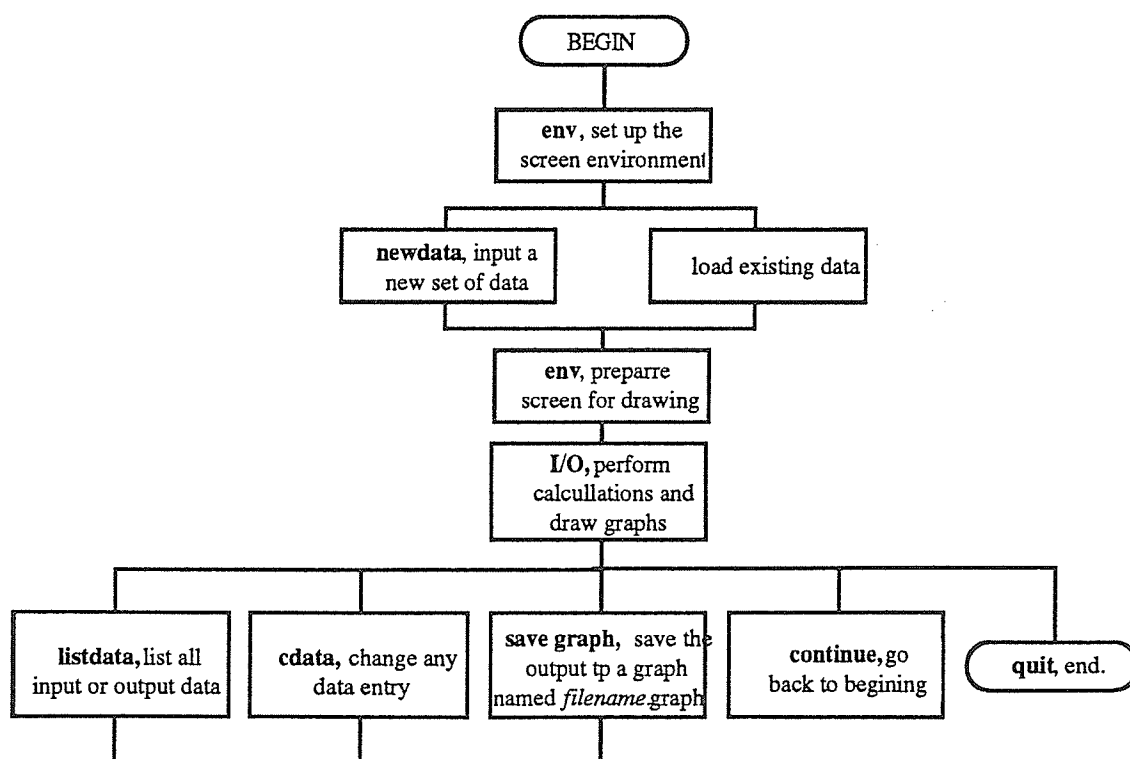 BEGIN
env, set up the
screen environment
newdata, input a
new set of data
load existing data
env, preparre
screen for drawing
I/O, perform
calcullations and
draw graphs
listdata, list all
input or output data
cdata, change any
data entry
save graph, save the
output tp a graph
named filename.graph
continue, go
back to begining
quit, end.